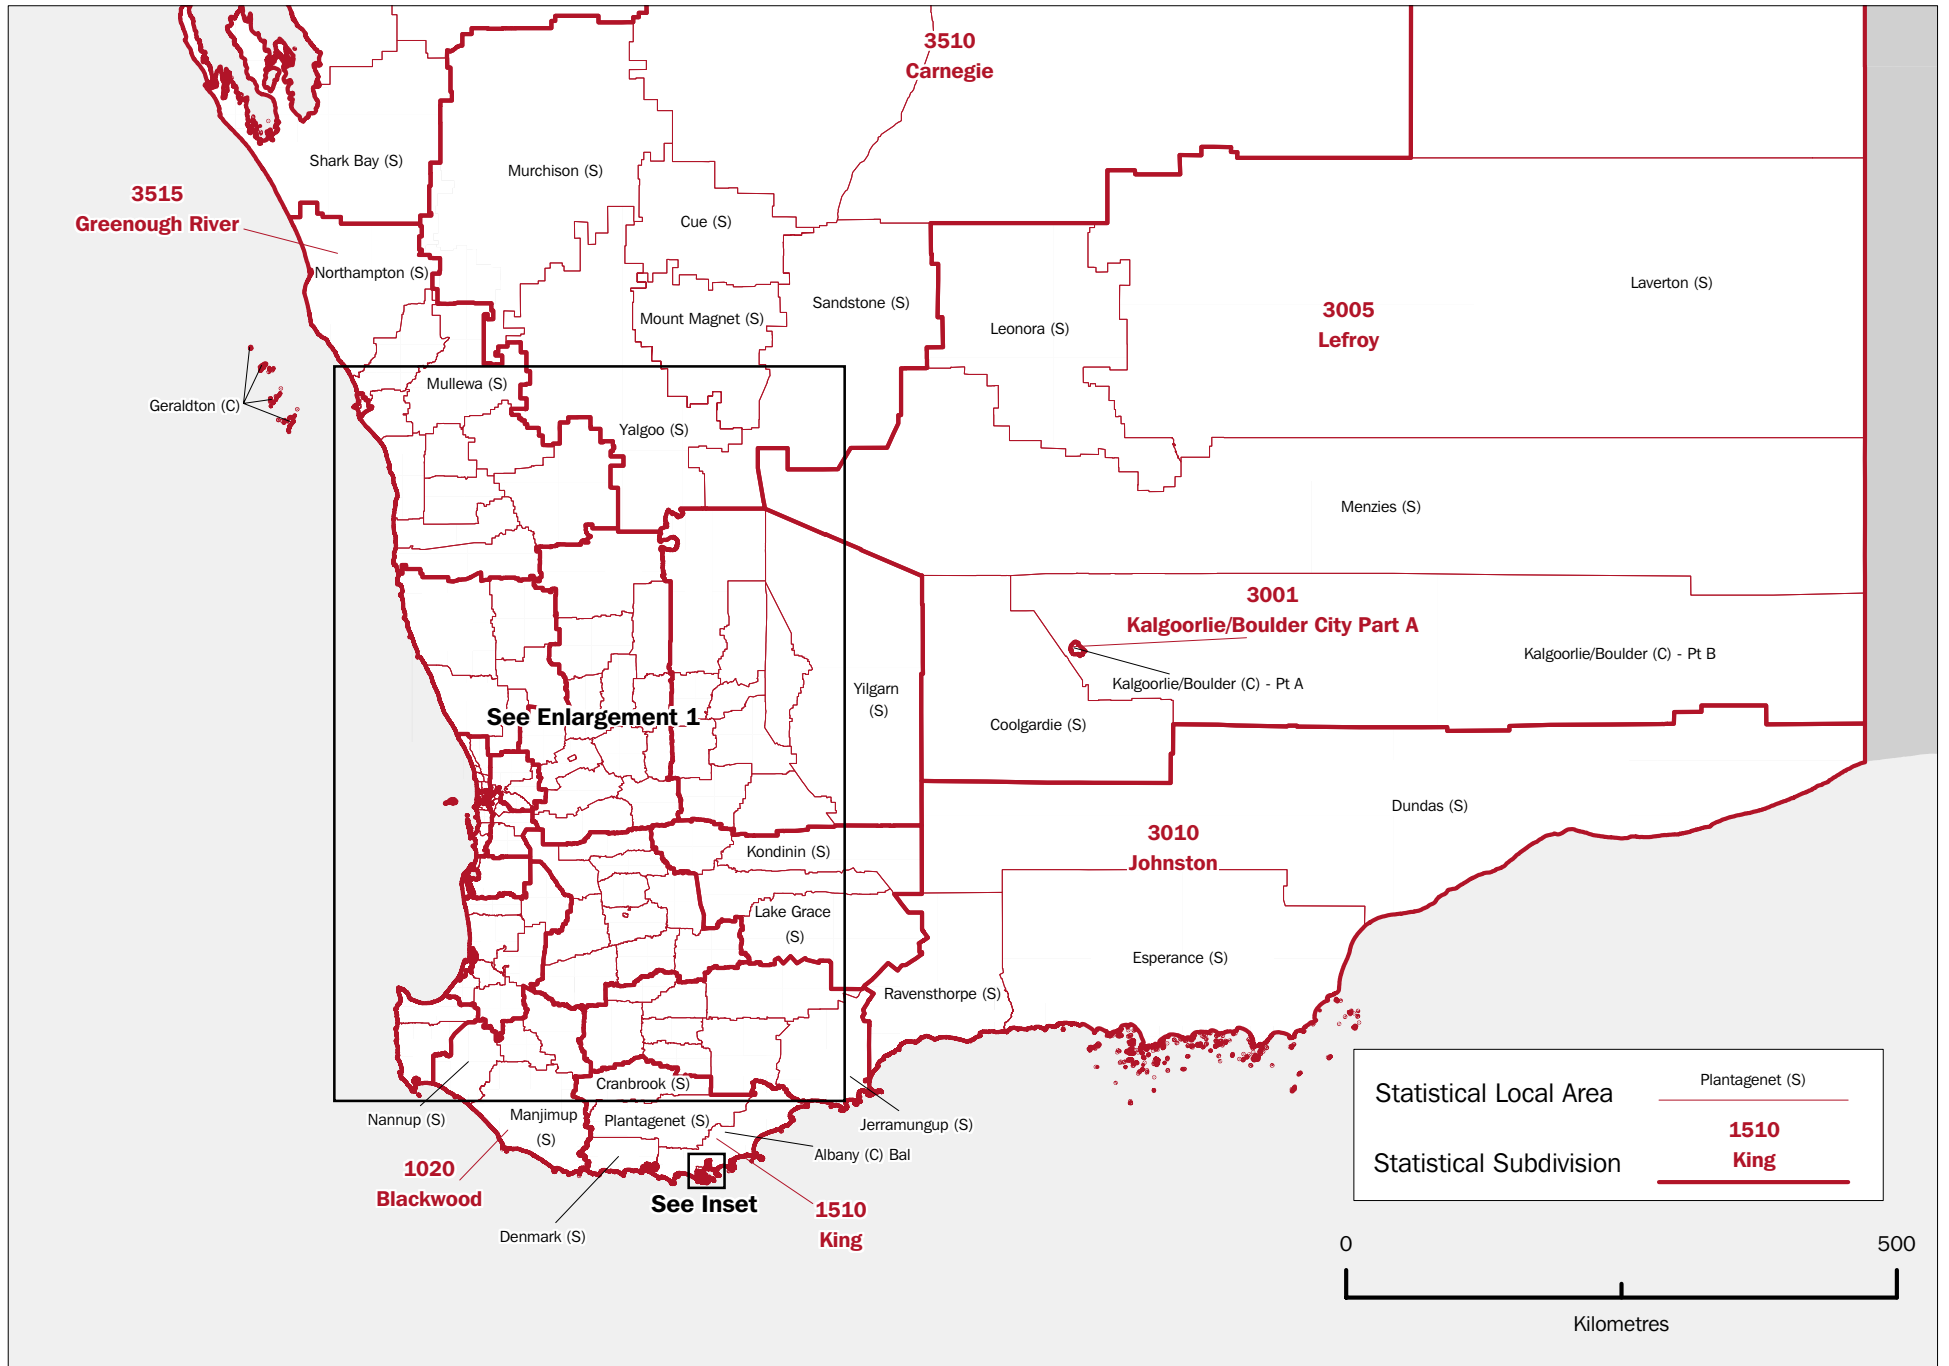 3510
Carnegie
Shark Bay (S)
Murchison (S)
3515
Greenough River
Cue (S)
Northampton (S)
Laverton (S)
Sandstone (S)
3005
Lefroy
Mount Magnet (S)
Leonora (S)
Mullewa (S)
Geraldton (C)
Yalgoo (S)
Menzies (S)
3001
Kalgoorlie/Boulder City Part A
Kalgoorlie/Boulder (C) - Pt B
Kalgoorlie/Boulder (C) - Pt A
Yilgarn
(S)
See Enlargement 1
Coolgardie (S)
Dundas (S)
3010
Johnston
Kondinin (S)
Lake Grace
(S)
Esperance (S)
Ravensthorpe (S)
Cranbrook (S)
Nannup (S)
Manjimup
(S)
Plantagenet (S)
Jerramungup (S)
Albany (C) Bal
1020
Blackwood
See Inset
1510
King
Denmark (S)
Statistical Local Area
Plantagenet (S)
Statistical Subdivision
1510
King
0
500
Kilometres